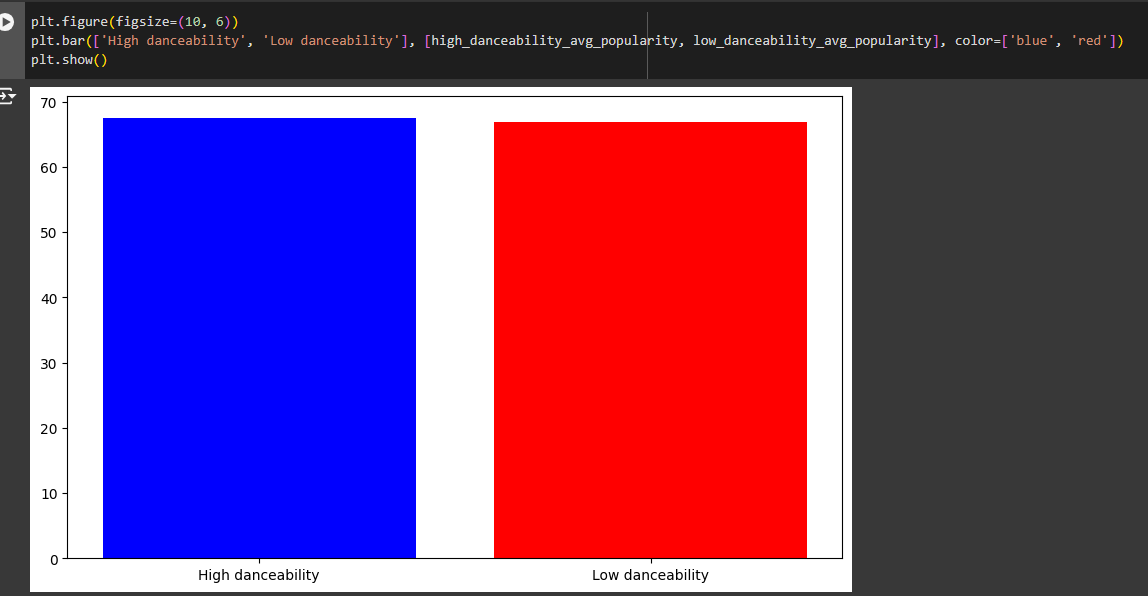 plt.figure(figsize=(10, 6))
plt.bar(['High danceability', 'Low danceability'], [high_danceability_avg_popularity, low_danceability_avg_popularity], color=['blue', 'red'])
plt.show()
70
60
50
40
30
20
10
0
High danceability Low danceability